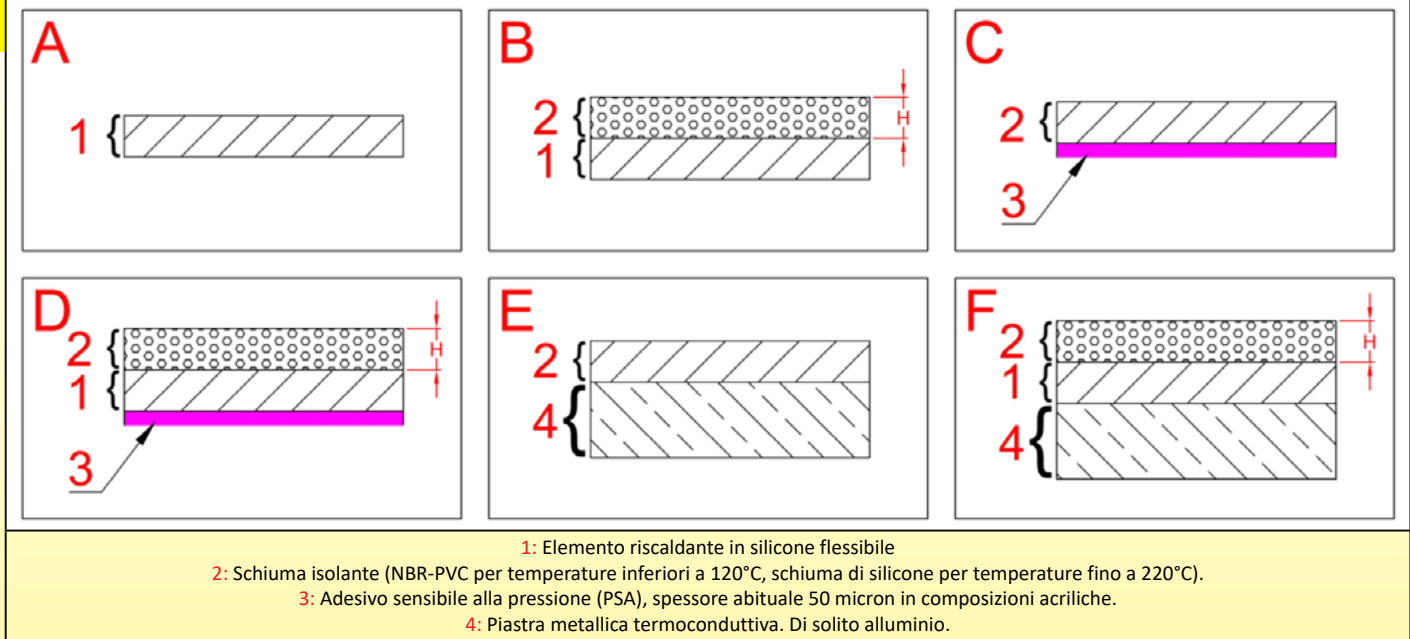 A
1
B
2
1
H
C
2
3
D
2
1
H
3
E
2
4
F
2
1
4
H
1: Elemento riscaldante in silicone flessibile
2: Schiuma isolante (NBR-PVC per temperature inferiori a 120°C, schiuma di silicone per temperature fino a 220°C).
3: Adesivo sensibile alla pressione (PSA), spessore abituale 50 micron in composizioni acriliche.
4: Piastra metallica termoconduttiva. Di solito alluminio.